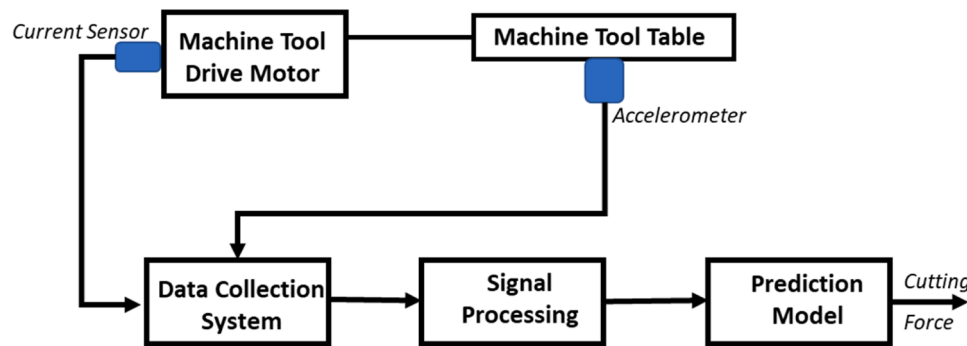 Current Sensor
Machine Tool
Drive Motor
Machine Tool Table
Accelerometer
Data Collection
System
Signal
Processing
Prediction
Model
Cutting
Force